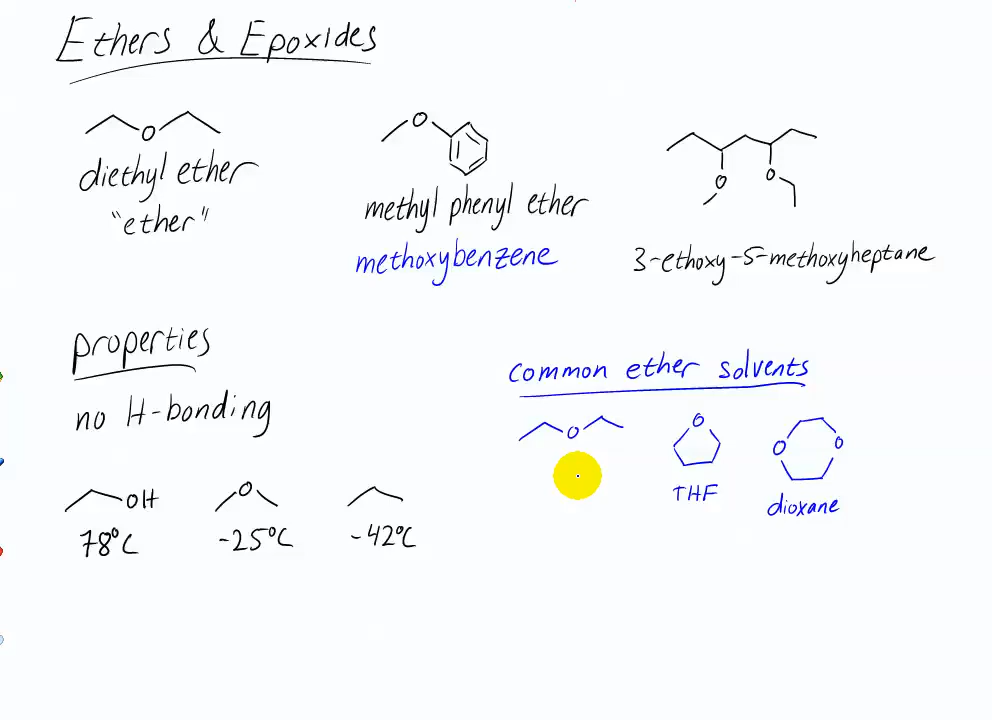 Ethers & Epoxides
O
O
O
O
diethyl ether
"ether"
methyl phenyl ether
methoxybenzene
3-ethoxy-5-methoxyheptane
properties
no H-bonding
common ether solvents
O
O
O
O
THF
dioxane
OH
O
78°C
-25°C
-42°C